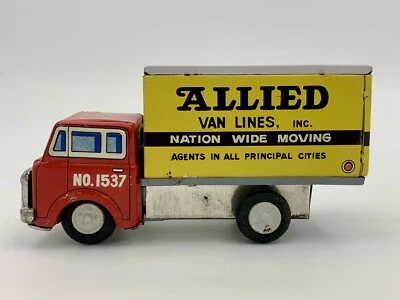 ALLIED
VAN LINES, INC.
NATION WIDE MOVING
AGENTS IN ALL PRINCIPAL CITIES
NO.1537